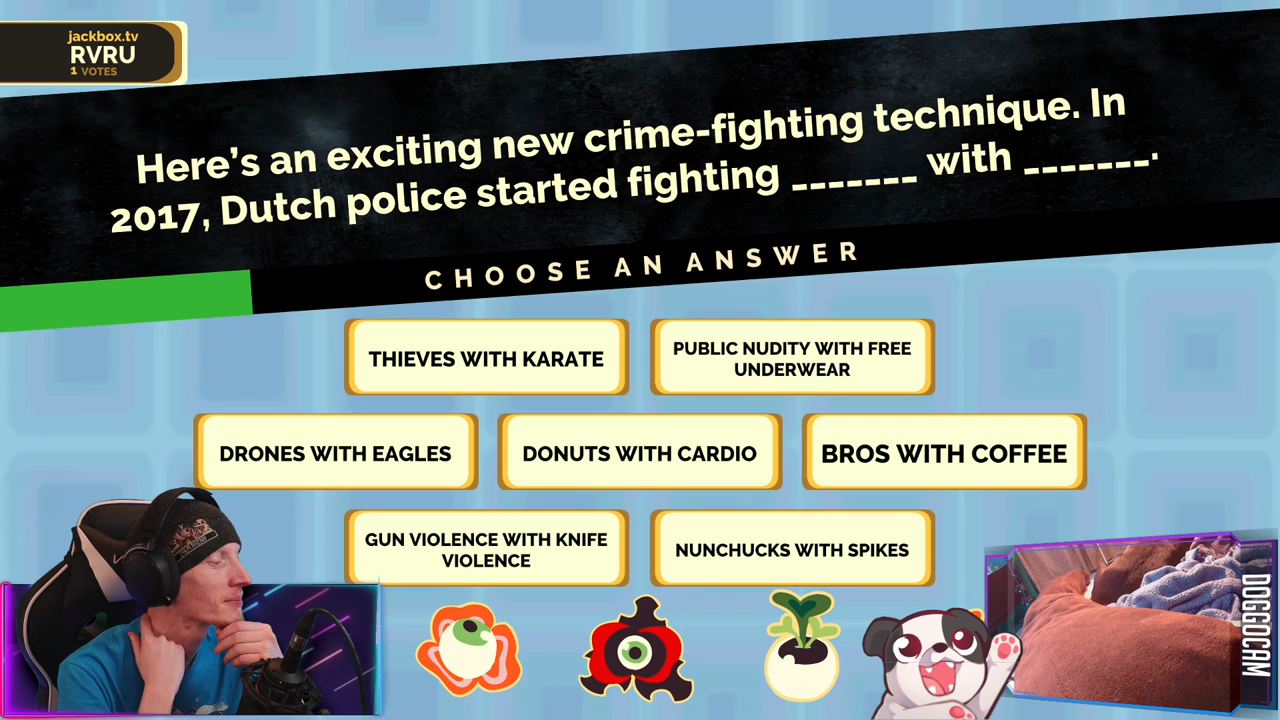 jackbox.tv
RVRU
1 VOTES
Here's an exciting new crime-fighting technique. In
2017, Dutch police started fighting _______ with _______.
CHOOSE AN ANSWER
THIEVES WITH KARATE
PUBLIC NUDITY WITH FREE
UNDERWEAR
DRONES WITH EAGLES
DONUTS WITH CARDIO
BROS WITH COFFEE
GUN VIOLENCE WITH KNIFE
VIOLENCE
NUNCHUCKS WITH SPIKES
DOGGOCAM